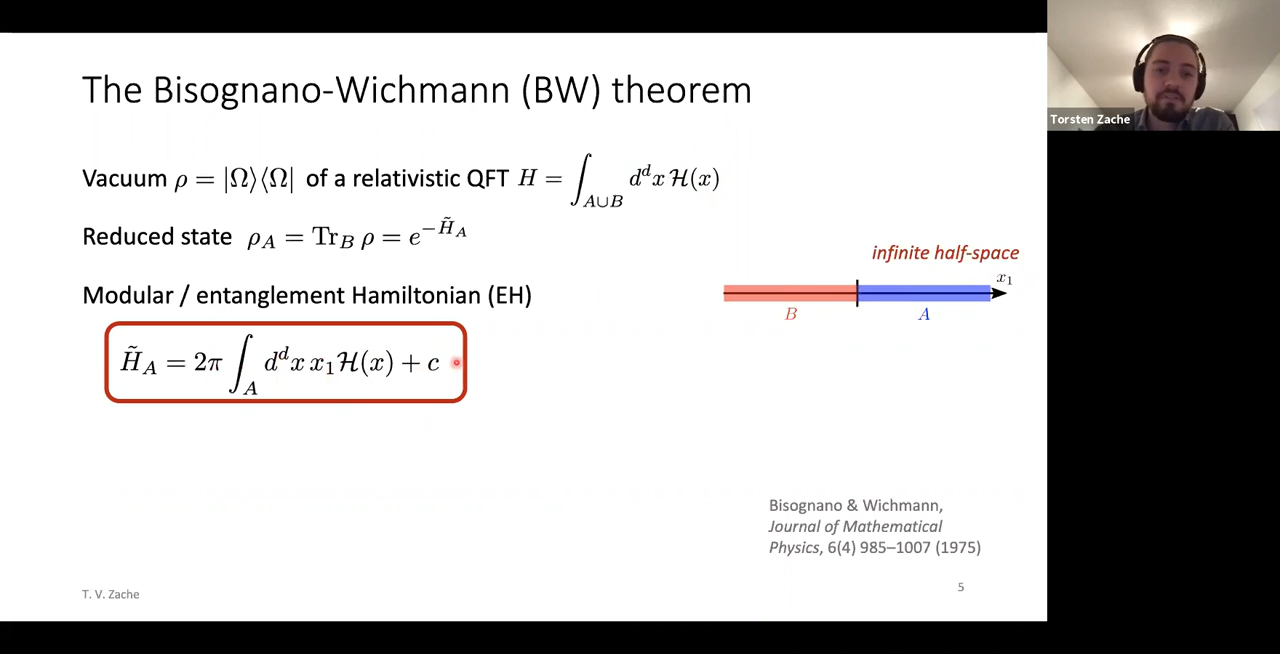 The Bisognano-Wichmann (BW) theorem
Torsten Zache
Vacuum ρ = |Ω⟩⟨Ω| of a relativistic QFT H = ∫_{A∪B} d^d x ℋ(x)
Reduced state ρ_A = Tr_B ρ = e^{−H̃_A}
infinite half-space
x₁
B
A
Modular / entanglement Hamiltonian (EH)
H̃_A = 2π ∫_A d^d x x₁ℋ(x) + c
Bisognano & Wichmann,
Journal of Mathematical
Physics, 6(4) 985–1007 (1975)
T. V. Zache
5